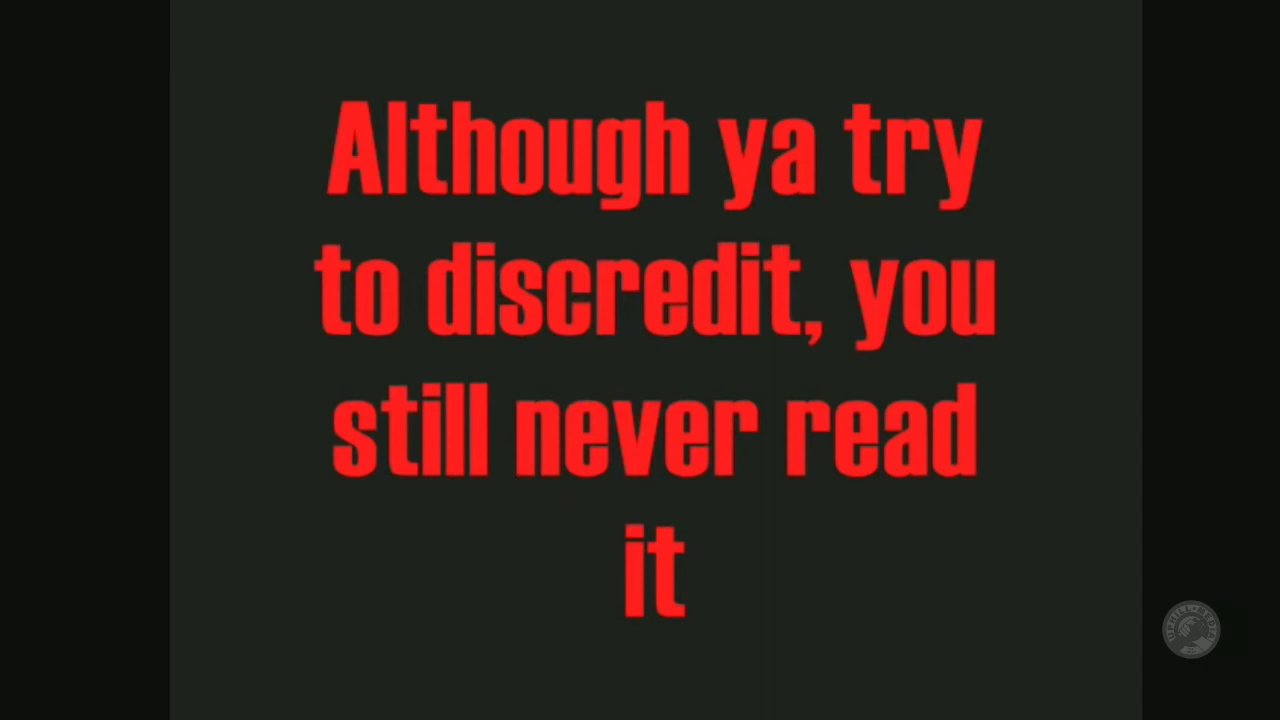 Although ya try
to discredit, you
still never read
it